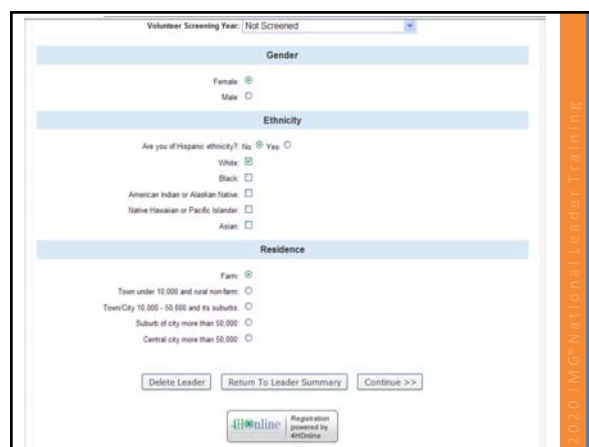 Volunteer Screening Year: Not Screened
Gender
Female:
Male:
Ethnicity
Are you of Hispanic ethnicity? No: Yes:
White:
Black:
American Indian or Alaskan Native:
Native Hawaiian or Pacific Islander:
Asian:
Residence
Farm:
Town under 10,000 and rural non-farm:
Town/City 10,000 - 50,000 and its suburbs:
Suburb of city more than 50,000:
Central city more than 50,000:
Delete Leader Return To Leader Summary Continue >>
4HOnline Registration
powered by
4HOnline
2020 JMG® National Leader Training